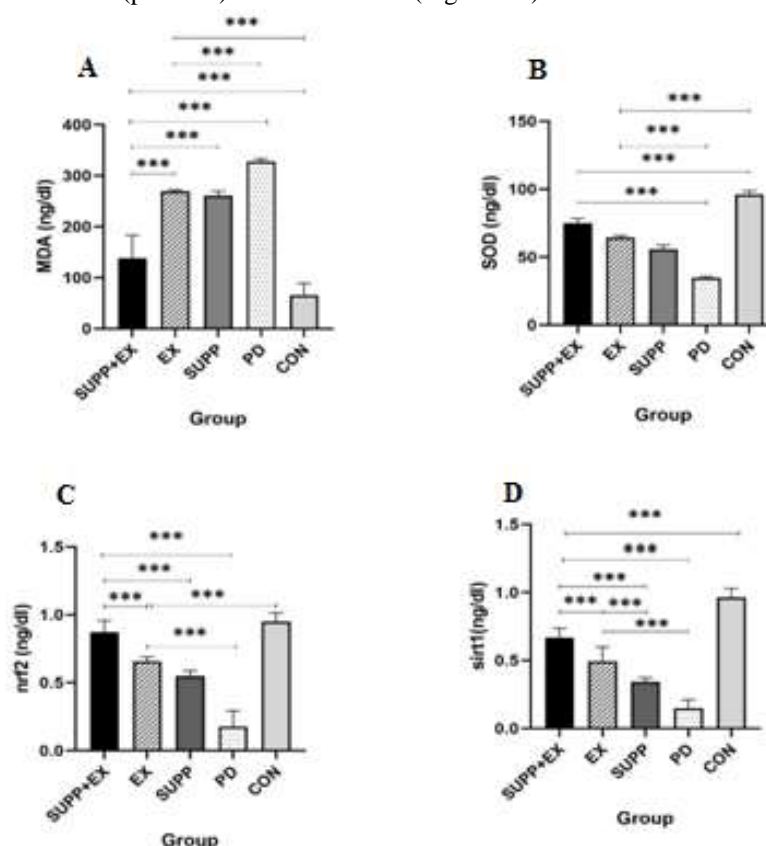 A
***
***
***
***
***
***
400
300
200
100
0
MDA (ng/dl)
SUPP+EX
EX
SUPP
PD
CON
Group
B
***
***
***
***
150
100
50
0
SOD (ng/dl)
SUPP+EX
EX
SUPP
PD
CON
Group
C
***
***
***
***
***
1.5
1.0
0.5
0.0
nrf2 (ng/dl)
SUPP+EX
EX
SUPP
PD
CON
Group
D
***
***
***
*** ***
***
1.5
1.0
0.5
0.0
sirt1(ng/dl)
SUPP+EX
EX
SUPP
PD
CON
Group